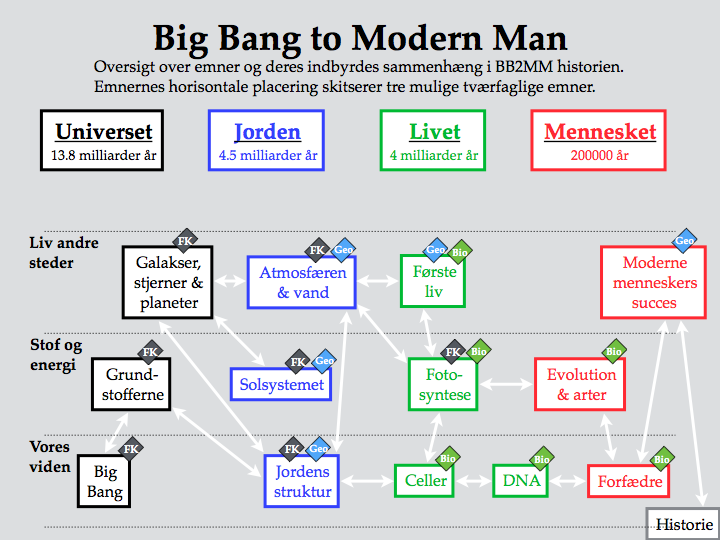 Big Bang to Modern Man
Oversigt over emner og deres indbyrdes sammenhæng i BB2MM historien.
Emnernes horisontale placering skitserer tre mulige tværfaglige emner.
Universet
13.8 milliarder år
Jorden
4.5 milliarder år
Livet
4 milliarder år
Mennesket
200000 år
Liv andre
steder
FK
Galakser,
stjerner &
planeter
FK
Geo
Atmosfæren
& vand
Geo
Bio
Første
liv
Geo
Moderne
menneskers
succes
Stof og
energi
FK
Grund-
stofferne
FK
Geo
Solsystemet
FK
Bio
Foto-
syntese
Bio
Evolution
& arter
Vores
viden
FK
Big
Bang
FK
Geo
Jordens
struktur
Bio
Celler
Bio
DNA
Bio
Forfædre
Historie